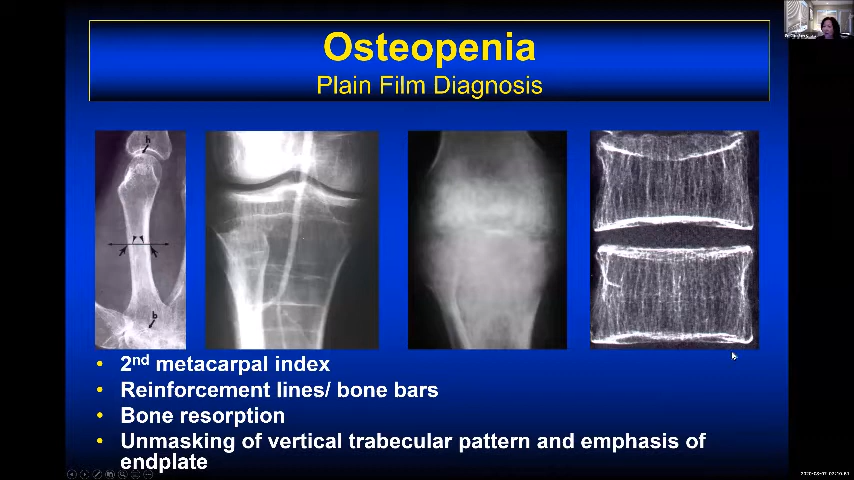 Osteopenia
Plain Film Diagnosis
h
b
• 2nd metacarpal index
• Reinforcement lines/ bone bars
• Bone resorption
• Unmasking of vertical trabecular pattern and emphasis of
endplate